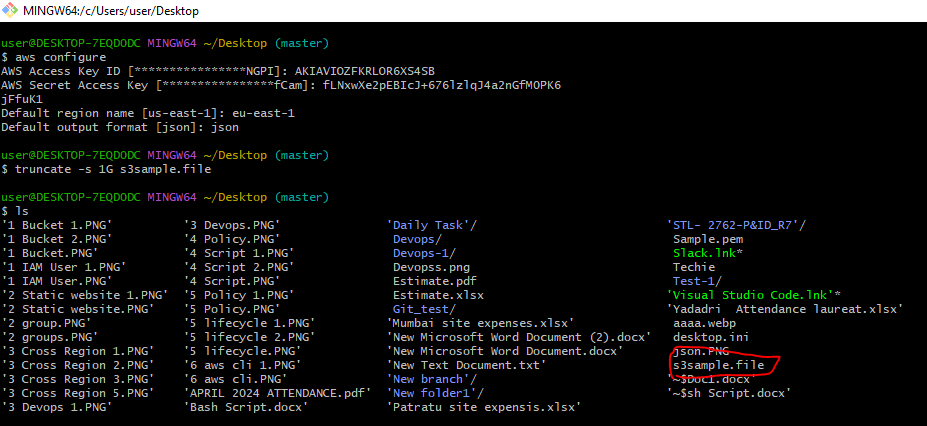 MINGW64:/c/Users/user/Desktop
user@DESKTOP-7EQDODC MINGW64 ~/Desktop (master)
$ aws configure
AWS Access Key ID [****************NGPI]: AKIAVIOZFKRLOR6XS4SB
AWS Secret Access Key [****************fCam]: fLNxwXe2pEBIcJ+676lzlqJ4a2nGfMOPK6
jFfuK1
Default region name [us-east-1]: eu-east-1
Default output format [json]: json
user@DESKTOP-7EQDODC MINGW64 ~/Desktop (master)
$ truncate -s 1G s3sample.file
user@DESKTOP-7EQDODC MINGW64 ~/Desktop (master)
$ ls
'1 Bucket 1.PNG' '3 Devops.PNG' 'Daily Task'/ 'STL- 2762-P&ID_R7'/
'1 Bucket 2.PNG' '4 Policy.PNG' Devops/ Sample.pem
'1 Bucket.PNG' '4 Script 1.PNG' Devops-1/ Slack.lnk*
'1 IAM User 1.PNG' '4 Script 2.PNG' Devopss.png Techie
'1 IAM User.PNG' '4 Script.PNG' Estimate.pdf Test-1/
'2 Static website 1.PNG' '5 Policy 1.PNG' Estimate.xlsx 'Visual Studio Code.lnk'*
'2 Static website.PNG' '5 Policy.PNG' Git_test/ 'Yadadri  Attendance laureat.xlsx'
'2 group.PNG' '5 lifecycle 1.PNG' 'Mumbai site expenses.xlsx' aaaa.webp
'2 groups.PNG' '5 lifecycle 2.PNG' 'New Microsoft Word Document (2).docx' desktop.ini
'3 Cross Region 1.PNG' '5 lifecycle.PNG' 'New Microsoft Word Document.docx' json.PNG
'3 Cross Region 2.PNG' '6 aws cli 1.PNG' 'New Text Document.txt' s3sample.file
'3 Cross Region 3.PNG' '6 aws cli.PNG' 'New branch'/ '~$Doc1.docx'
'3 Cross Region 5.PNG' 'APRIL 2024 ATTENDANCE.pdf' 'New folder1'/ '~$sh Script.docx'
'3 Devops 1.PNG' 'Bash Script.docx' 'Patratu site expensis.xlsx'